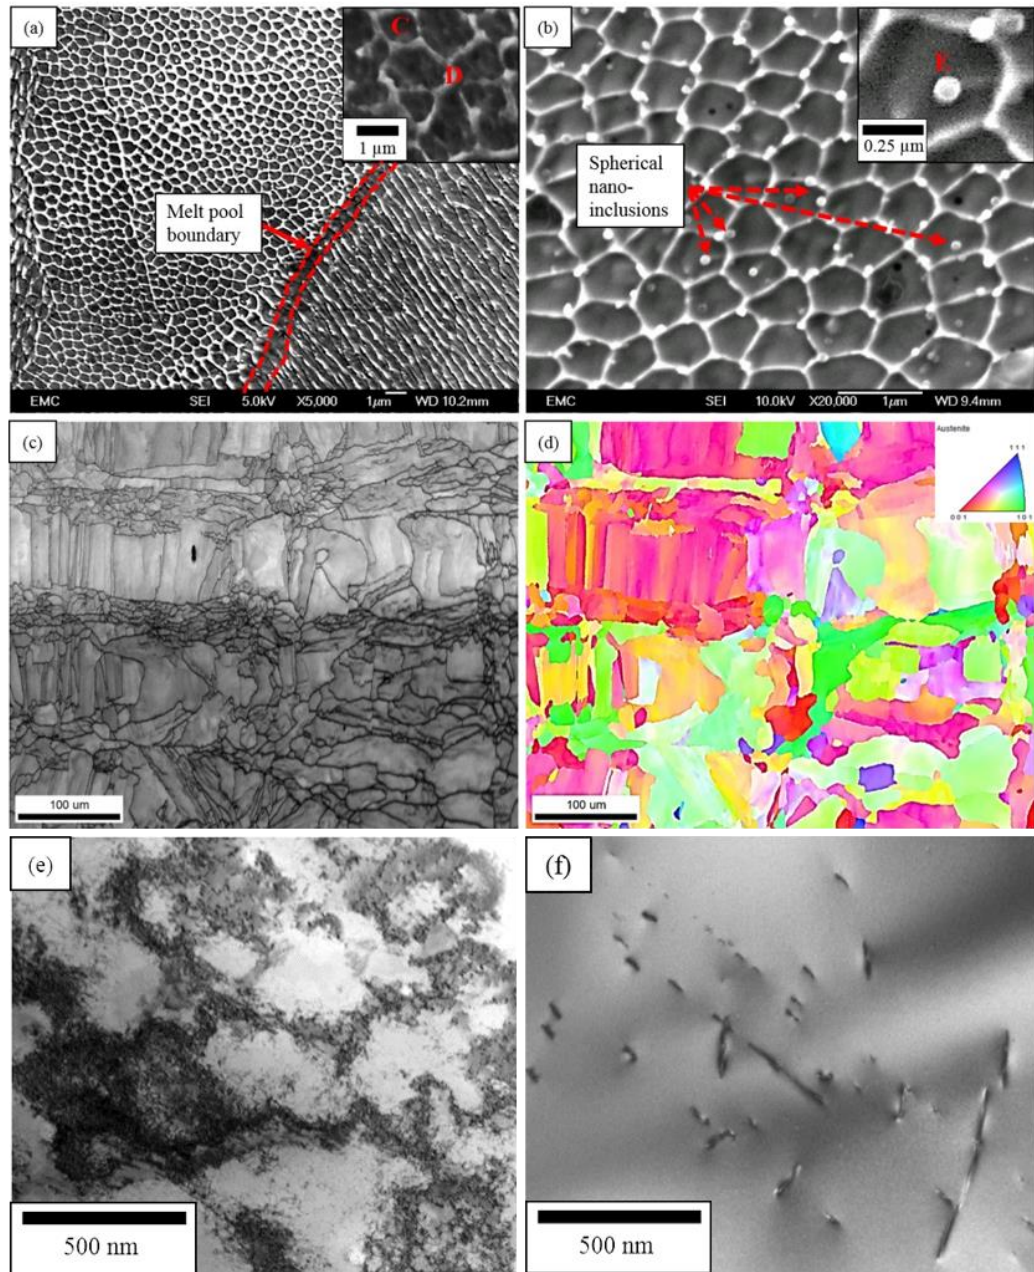 (a)
C
D
1 µm
Melt pool
boundary
EMC SEI 5.0kV X5,000 1µm WD 10.2mm
(b)
E
0.25 µm
Spherical
nano-
inclusions
EMC SEI 10.0kV X20,000 1µm WD 9.4mm
(c)
100 um
(d)
Austenite
1 1 1
0 0 1
1 0 1
100 um
(e)
500 nm
(f)
500 nm